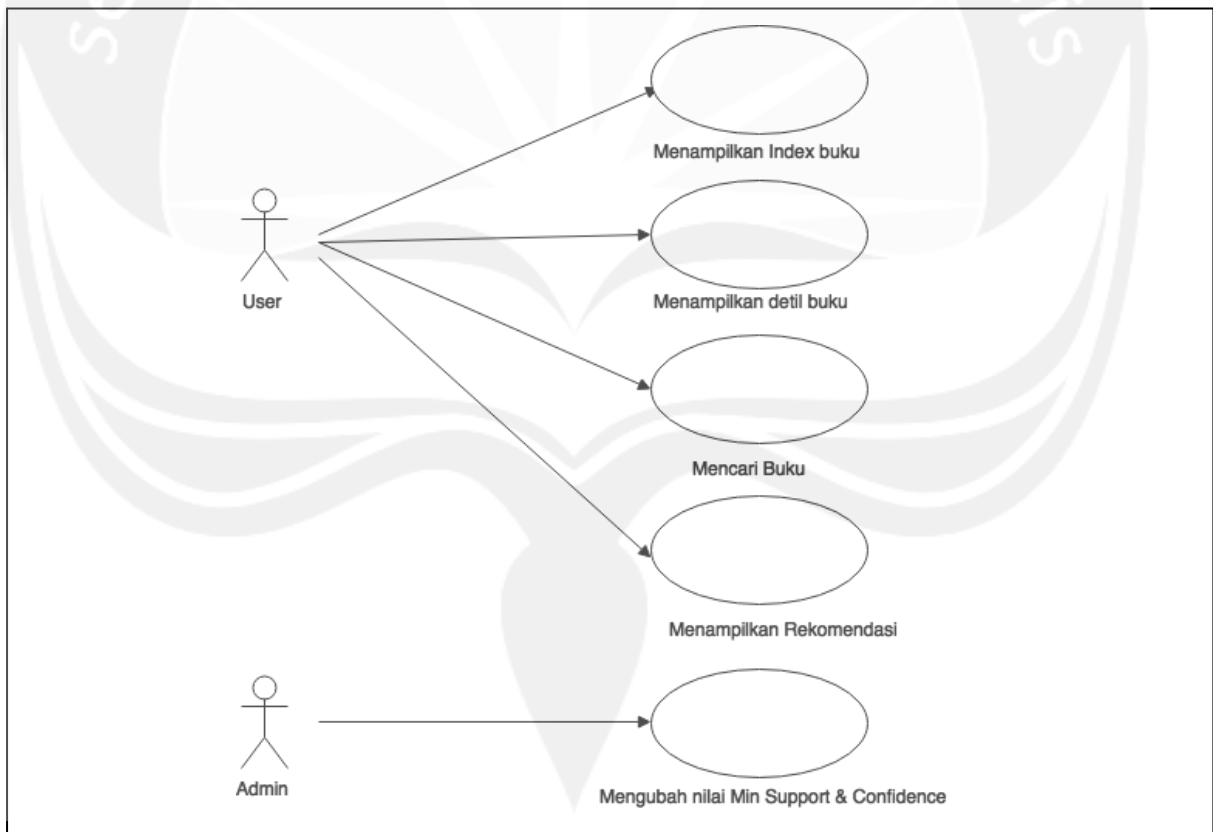 Menampilkan Index buku
User
Menampilkan detil buku
Mencari Buku
Menampilkan Rekomendasi
Admin
Mengubah nilai Min Support & Confidence